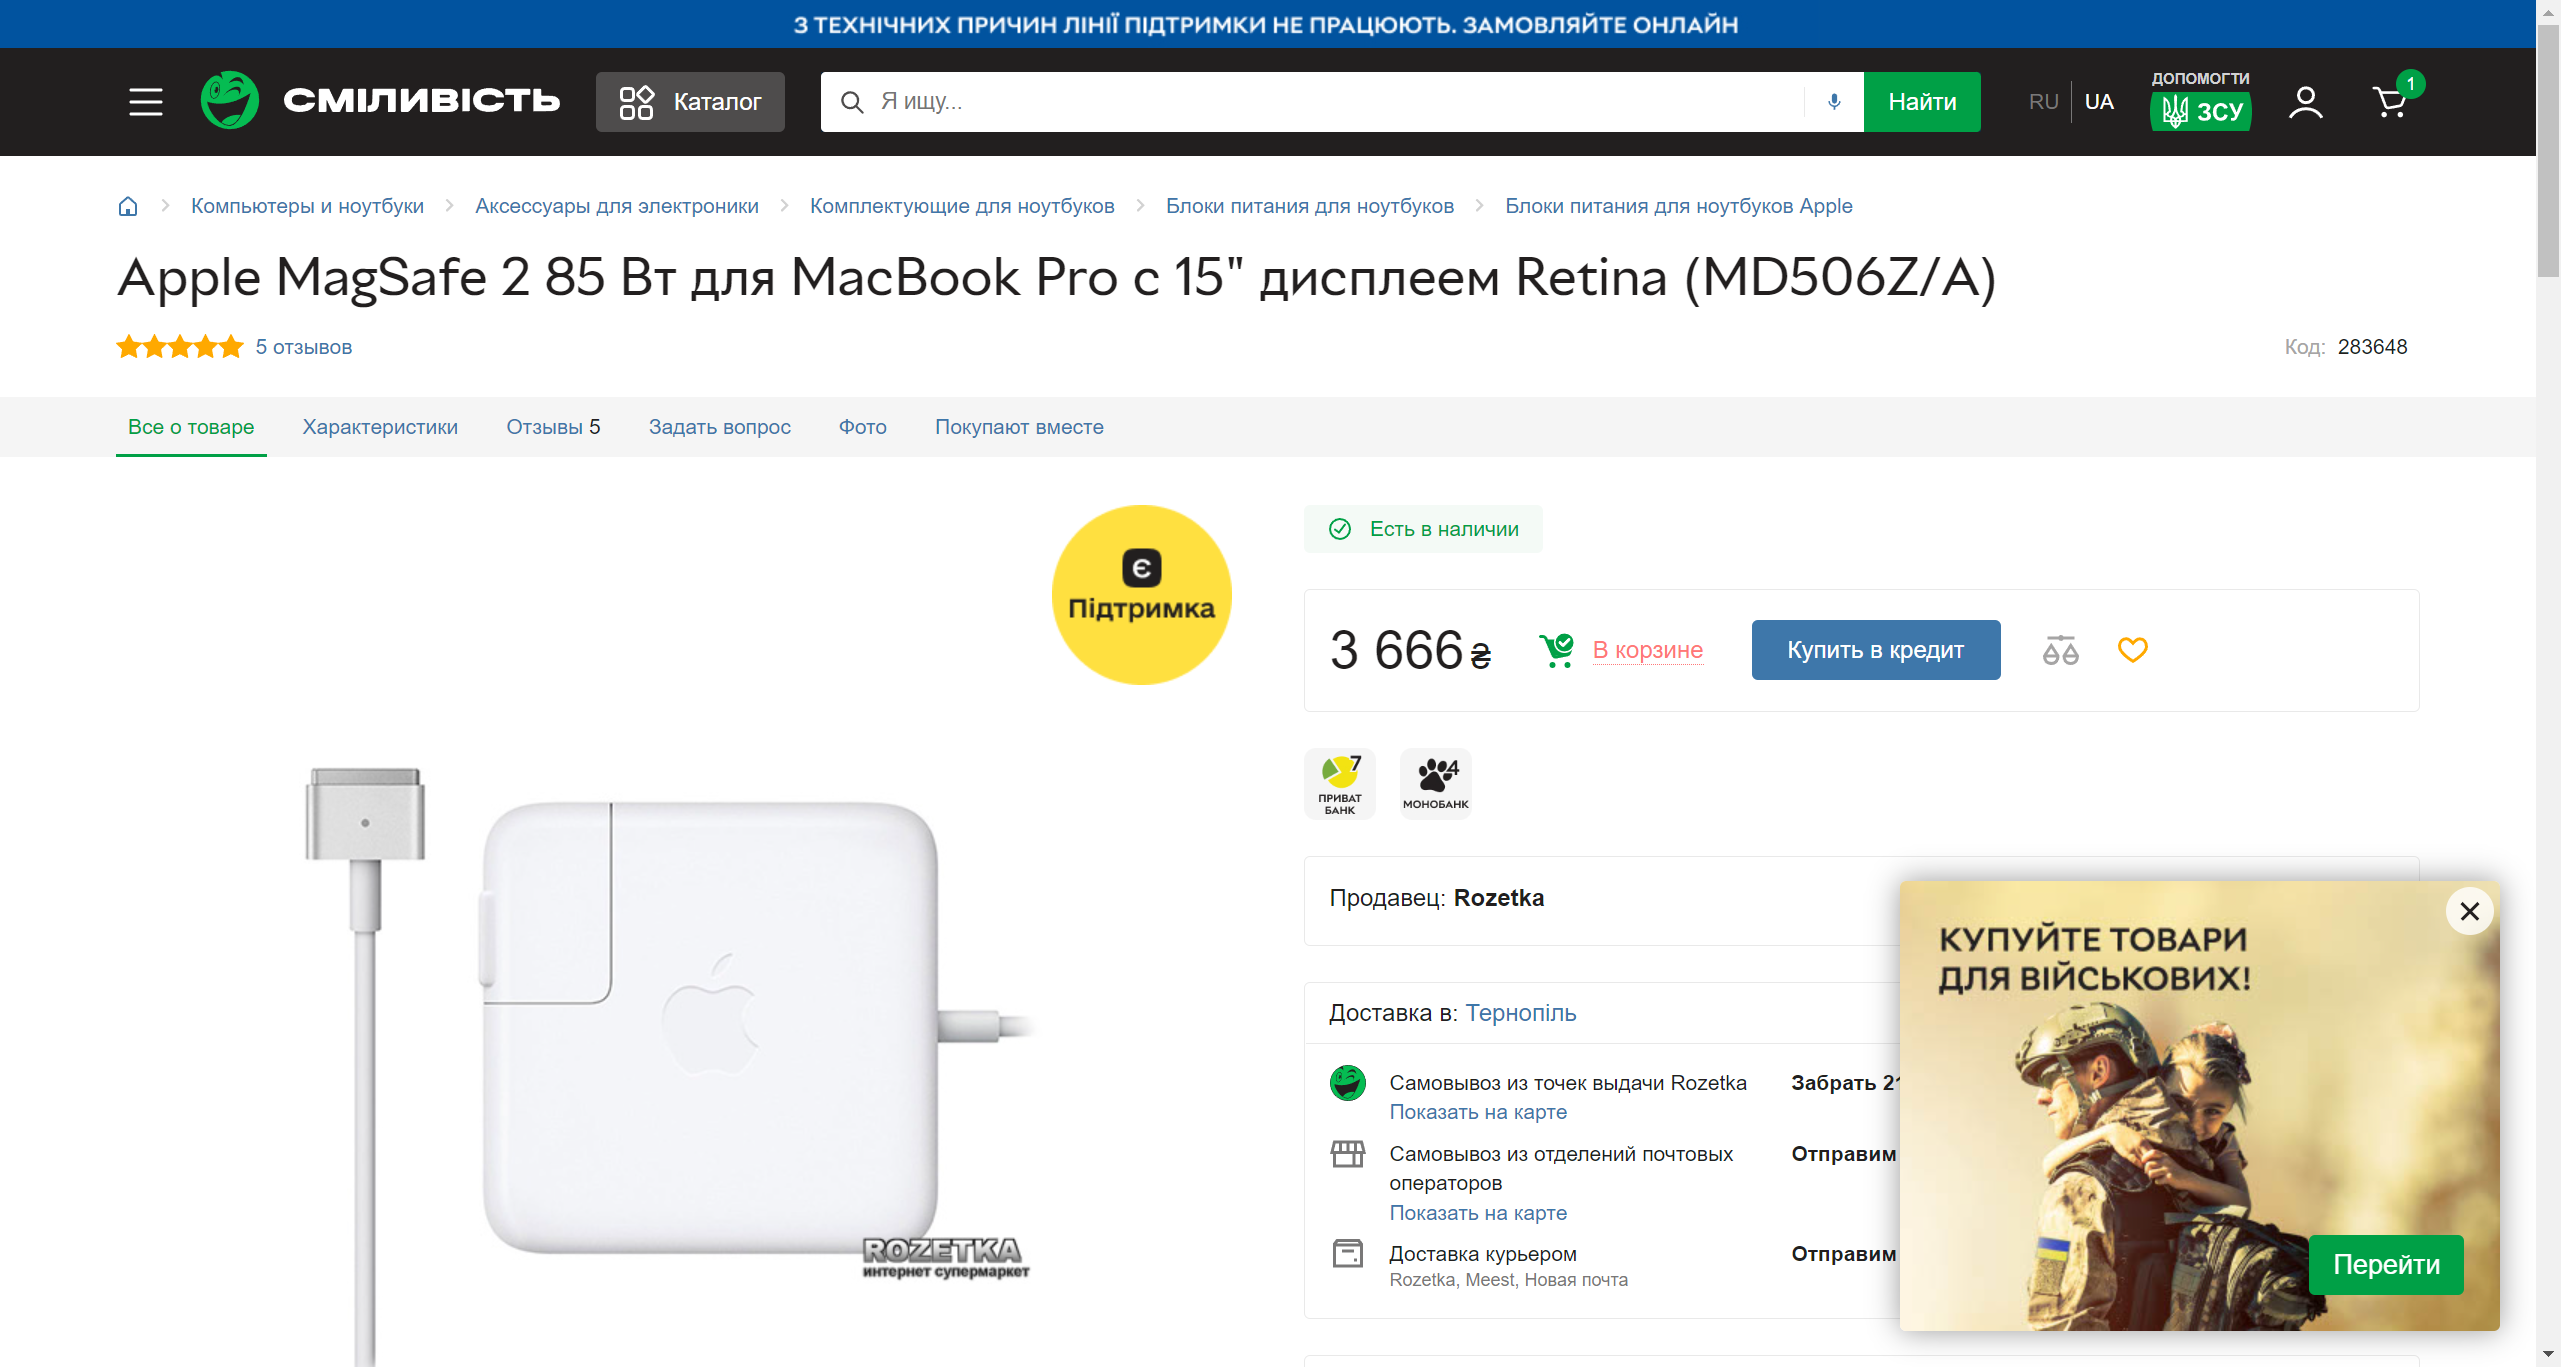 З ТЕХНІЧНИХ ПРИЧИН ЛІНІЇ ПІДТРИМКИ НЕ ПРАЦЮЮТЬ. ЗАМОВЛЯЙТЕ ОНЛАЙН
СМІЛИВІСТЬ
Каталог
Я ищу...
Найти
RU
UA
ДОПОМОГТИ
ЗСУ
1
Компьютеры и ноутбуки
Аксессуары для электроники
Комплектующие для ноутбуков
Блоки питания для ноутбуков
Блоки питания для ноутбуков Apple
Apple MagSafe 2 85 Вт для MacBook Pro с 15" дисплеем Retina (MD506Z/A)
5 отзывов
Код: 283648
Все о товаре
Характеристики
Отзывы 5
Задать вопрос
Фото
Покупают вместе
є
Підтримка
Есть в наличии
3 666 ₴
В корзине
Купить в кредит
7
ПРИВАТ
БАНК
4
МОНОБАНК
Продавец: Rozetka
Доставка в: Тернопіль
Самовывоз из точек выдачи Rozetka
Забрать 21
Показать на карте
Самовывоз из отделений почтовых
операторов
Отправим
Показать на карте
Доставка курьером
Отправим
Rozetka, Meest, Новая почта
КУПУЙТЕ ТОВАРИ
ДЛЯ ВІЙСЬКОВИХ!
Перейти
ROZETKA
интернет супермаркет